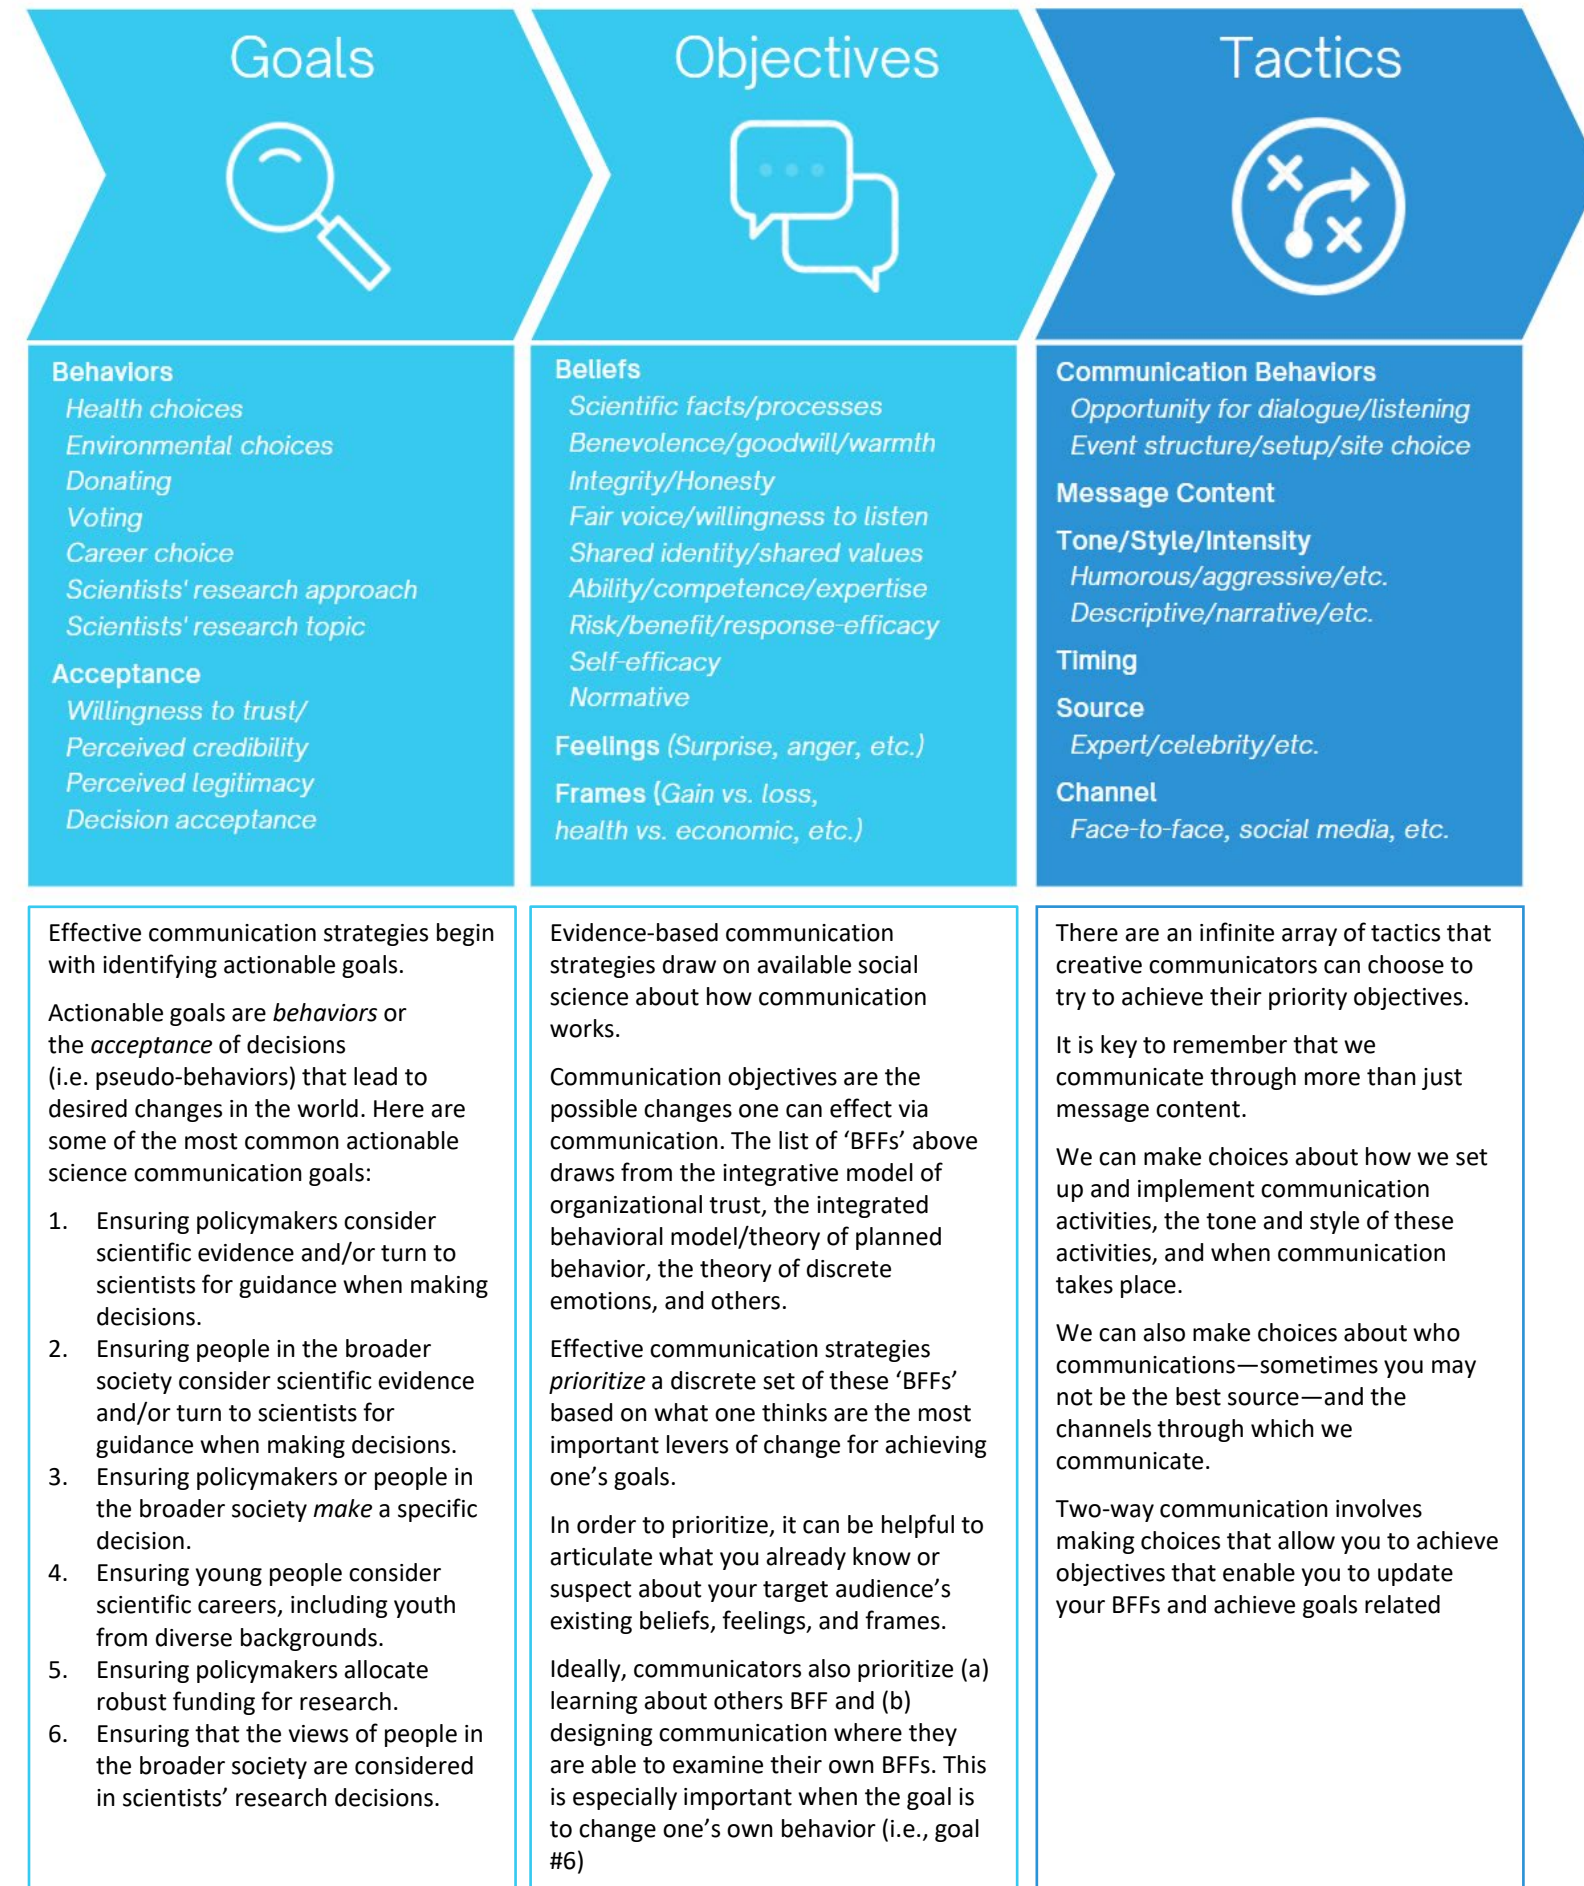 Goals
Behaviors
Health choices
Environmental choices
Donating
Voting
Career choice
Scientists' research approach
Scientists' research topic
Acceptance
Willingness to trust/
Perceived credibility
Perceived legitimacy
Decision acceptance
Effective communication strategies begin
with identifying actionable goals.
Actionable goals are behaviors or
the acceptance of decisions
(i.e. pseudo-behaviors) that lead to
desired changes in the world. Here are
some of the most common actionable
science communication goals:
1. Ensuring policymakers consider
scientific evidence and/or turn to
scientists for guidance when making
decisions.
2. Ensuring people in the broader
society consider scientific evidence
and/or turn to scientists for
guidance when making decisions.
3. Ensuring policymakers or people in
the broader society make a specific
decision.
4. Ensuring young people consider
scientific careers, including youth
from diverse backgrounds.
5. Ensuring policymakers allocate
robust funding for research.
6. Ensuring that the views of people in
the broader society are considered
in scientists’ research decisions.
Objectives
Beliefs
Scientific facts/processes
Benevolence/goodwill/warmth
Integrity/Honesty
Fair voice/willingness to listen
Shared identity/shared values
Ability/competence/expertise
Risk/benefit/response-efficacy
Self-efficacy
Normative
Feelings (Surprise, anger, etc.)
Frames (Gain vs. loss,
health vs. economic, etc.)
Evidence-based communication
strategies draw on available social
science about how communication
works.
Communication objectives are the
possible changes one can effect via
communication. The list of ‘BFFs’ above
draws from the integrative model of
organizational trust, the integrated
behavioral model/theory of planned
behavior, the theory of discrete
emotions, and others.
Effective communication strategies
prioritize a discrete set of these ‘BFFs’
based on what one thinks are the most
important levers of change for achieving
one’s goals.
In order to prioritize, it can be helpful to
articulate what you already know or
suspect about your target audience’s
existing beliefs, feelings, and frames.
Ideally, communicators also prioritize (a)
learning about others BFF and (b)
designing communication where they
are able to examine their own BFFs. This
is especially important when the goal is
to change one’s own behavior (i.e., goal
#6)
Tactics
Communication Behaviors
Opportunity for dialogue/listening
Event structure/setup/site choice
Message Content
Tone/Style/Intensity
Humorous/aggressive/etc.
Descriptive/narrative/etc.
Timing
Source
Expert/celebrity/etc.
Channel
Face-to-face, social media, etc.
There are an infinite array of tactics that
creative communicators can choose to
try to achieve their priority objectives.
It is key to remember that we
communicate through more than just
message content.
We can make choices about how we set
up and implement communication
activities, the tone and style of these
activities, and when communication
takes place.
We can also make choices about who
communications—sometimes you may
not be the best source—and the
channels through which we
communicate.
Two-way communication involves
making choices that allow you to achieve
objectives that enable you to update
your BFFs and achieve goals related